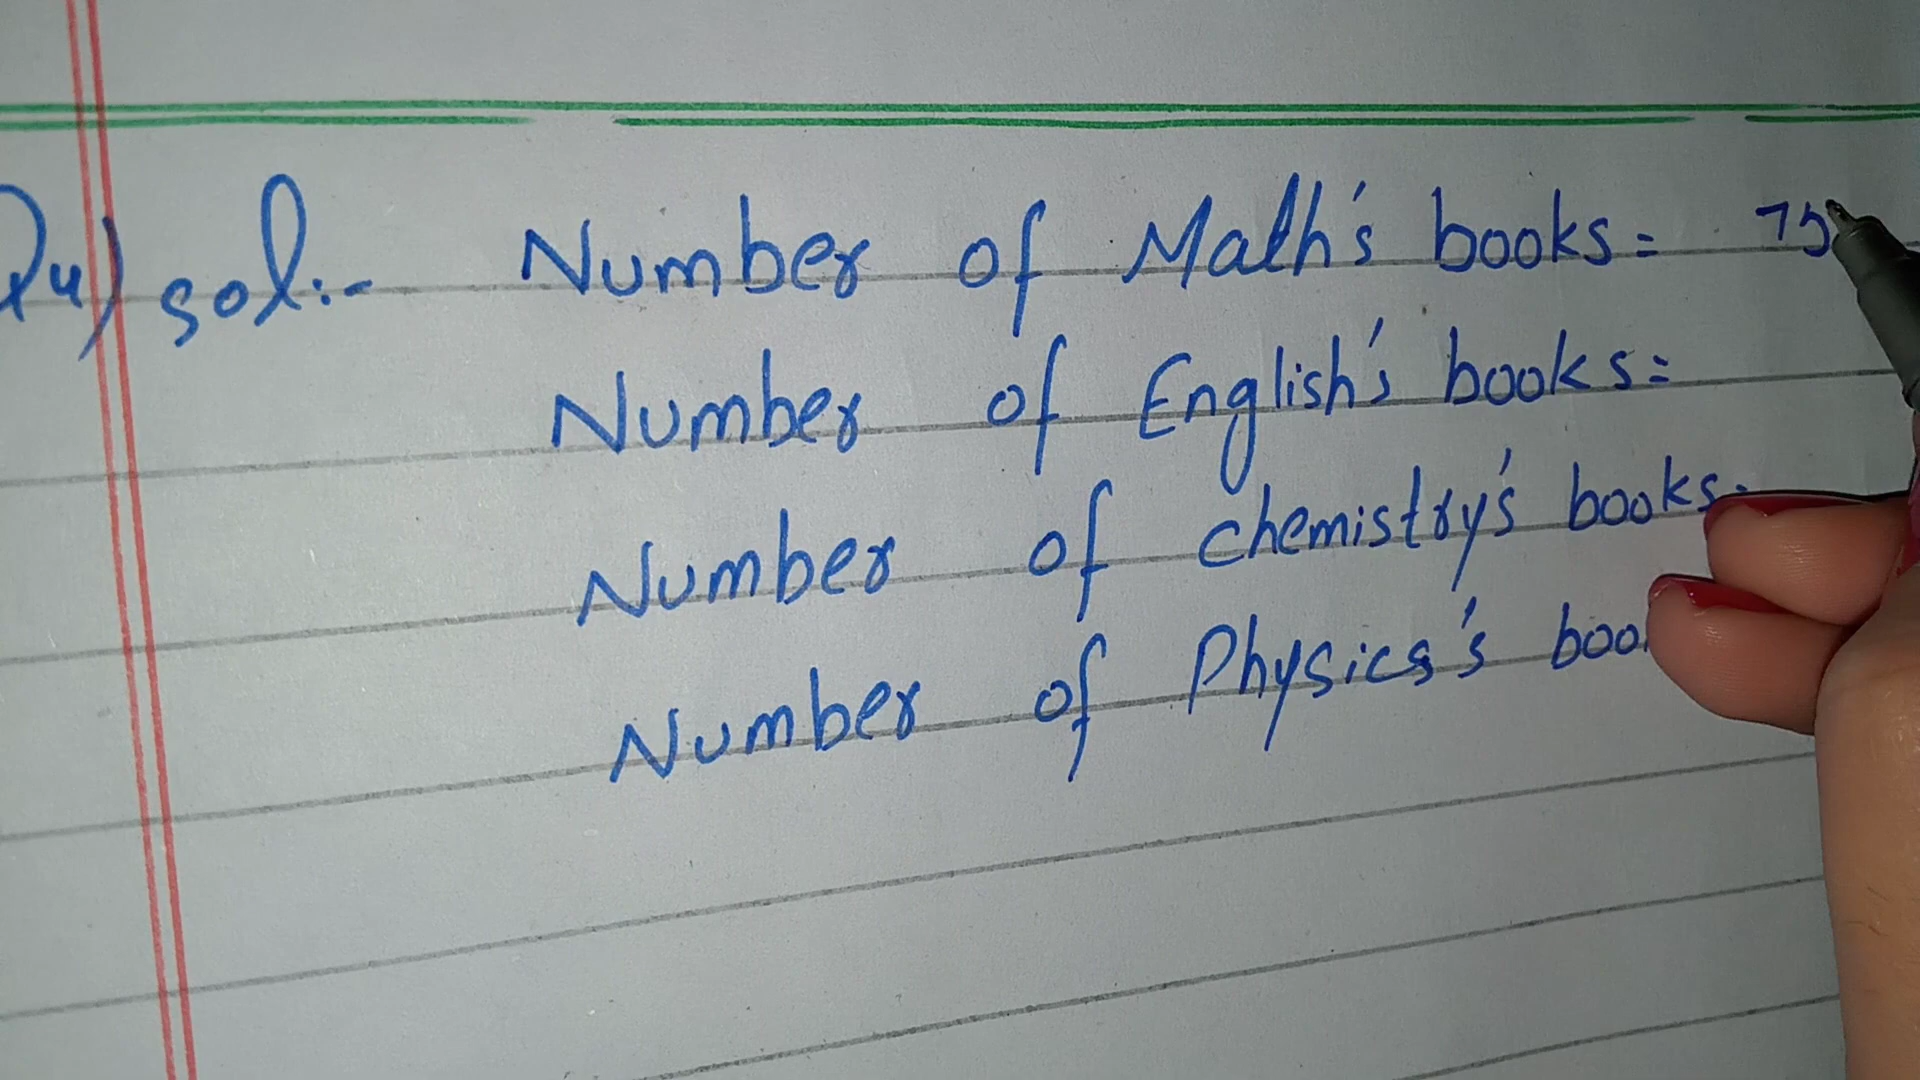 Q4) sol:- Number of Math's books = 75
Number of English's books =
Number of chemistry's books =
Number of Physics's boo